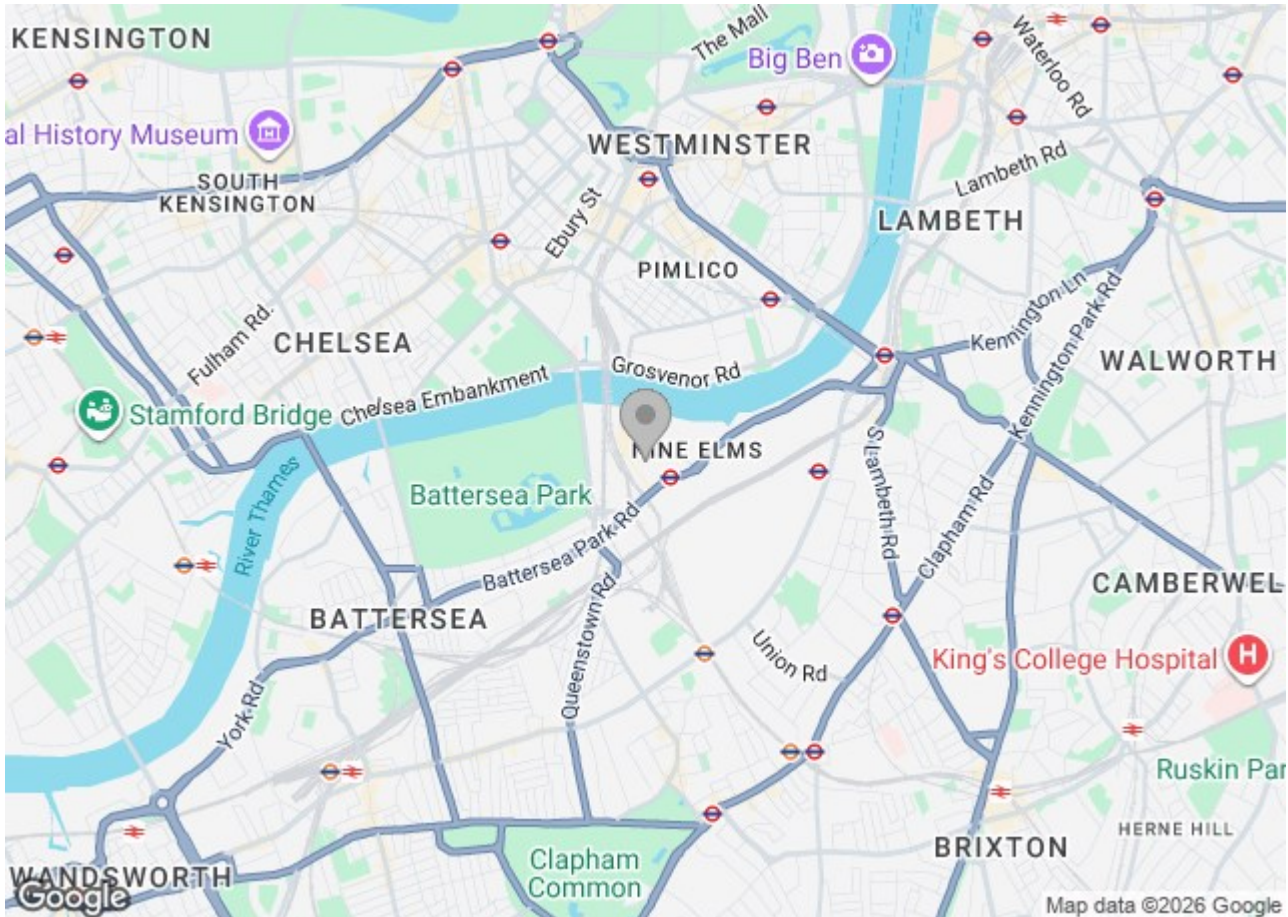 KENSINGTON
The Mall
Big Ben
Waterloo Rd
al History Museum
WESTMINSTER
Lambeth Rd
SOUTH
KENSINGTON
Ebury St
LAMBETH
PIMLICO
Kennington Ln
Kennington Park Rd
Fulham Rd.
CHELSEA
WALWORTH
Grosvenor Rd
Chelsea Embankment
Stamford Bridge
NINE ELMS
S Lambeth Rd
Battersea Park
River Thames
Clapham Rd
Battersea Park Rd
CAMBERWEL
BATTERSEA
Queenstown Rd
Union Rd
King's College Hospital
H
York Rd
Ruskin Par
HERNE HILL
BRIXTON
Clapham
Common
WANDSWORTH
Google
Map data ©2026 Google